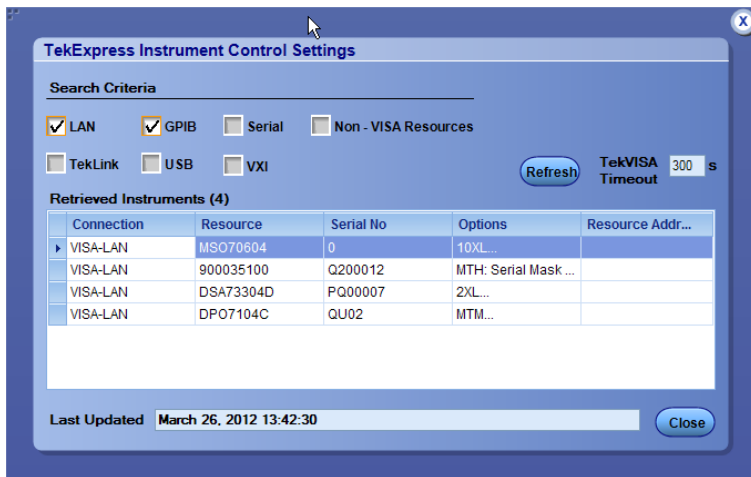 X
TekExpress Instrument Control Settings
Search Criteria
LAN GPIB Serial Non - VISA Resources
TekLink USB VXI
Refresh TekVISA Timeout 300 s
Retrieved Instruments (4)
Connection Resource Serial No Options Resource Addr...
VISA-LAN MSO70604 0 10XL...
VISA-LAN 900035100 Q200012 MTH: Serial Mask ...
VISA-LAN DSA73304D PQ00007 2XL...
VISA-LAN DPO7104C QU02 MTM...
Last Updated March 26, 2012 13:42:30 Close